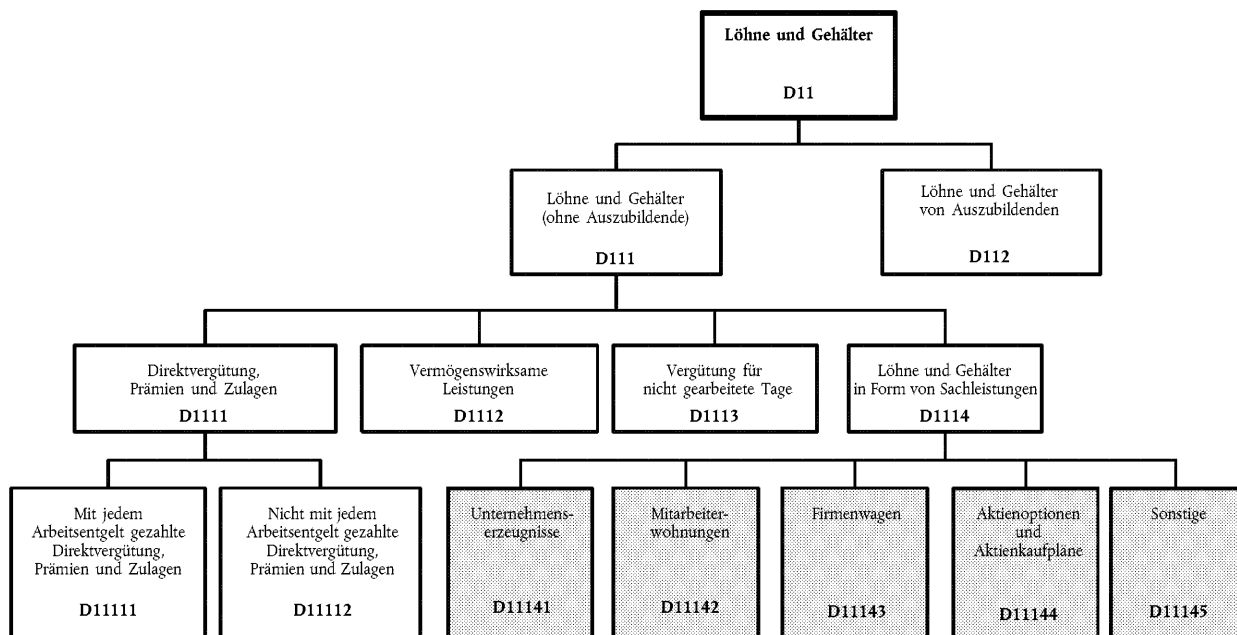 Löhne und Gehälter
D11
Löhne und Gehälter
(ohne Auszubildende)
D111
Löhne und Gehälter
von Auszubildenden
D112
Direktvergütung,
Prämien und Zulagen
D1111
Vermögenswirksame
Leistungen
D1112
Vergütung für
nicht gearbeitete Tage
D1113
Löhne und Gehälter
in Form von Sachleistungen
D1114
Mit jedem
Arbeitsentgelt gezahlte
Direktvergütung,
Prämien und Zulagen
D11111
Nicht mit jedem
Arbeitsentgelt gezahlte
Direktvergütung,
Prämien und Zulagen
D11112
Unternehmens-
erzeugnisse
D11141
Mitarbeiter-
wohnungen
D11142
Firmenwagen
D11143
Aktienoptionen
und
Aktienkaufpläne
D11144
Sonstige
D11145